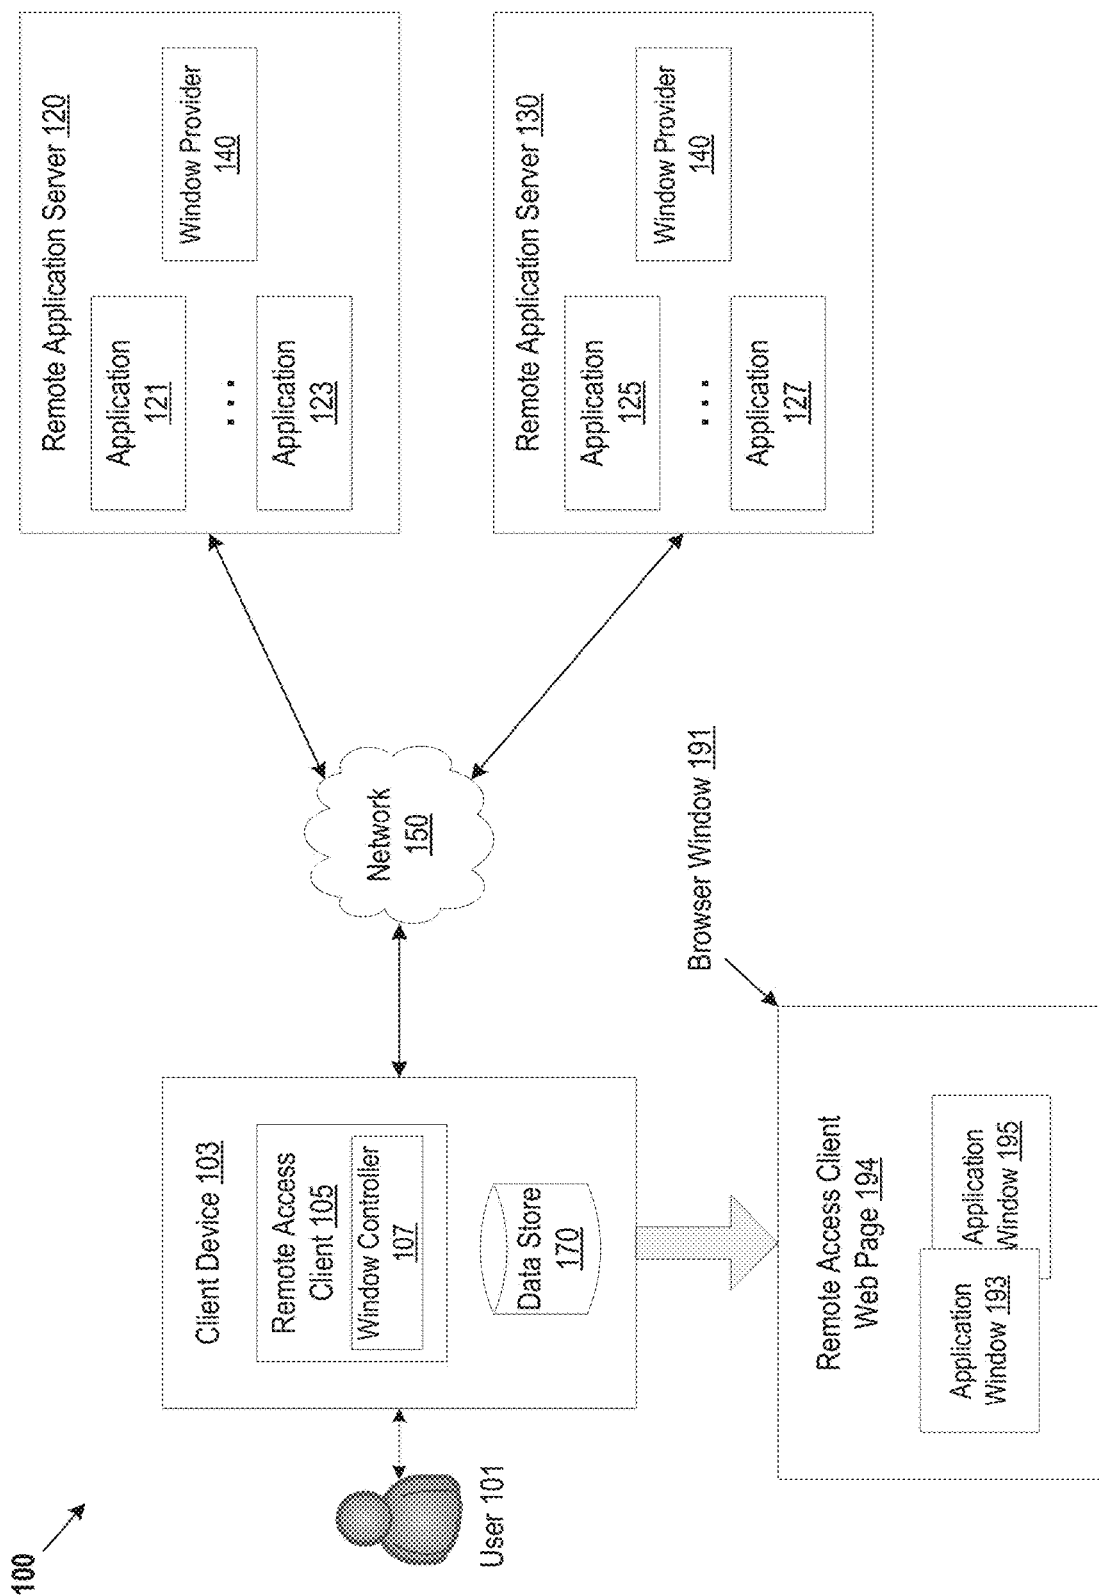 100
User 101
Client Device 103
Remote Access
Client 105
Window Controller
107
Data Store
170
Network
150
Remote Application Server 120
Application
121
...
Application
123
Window Provider
140
Remote Application Server 130
Application
125
...
Application
127
Window Provider
140
Browser Window 191
Remote Access Client
Web Page 194
Application
Window 193
Application
Window 195